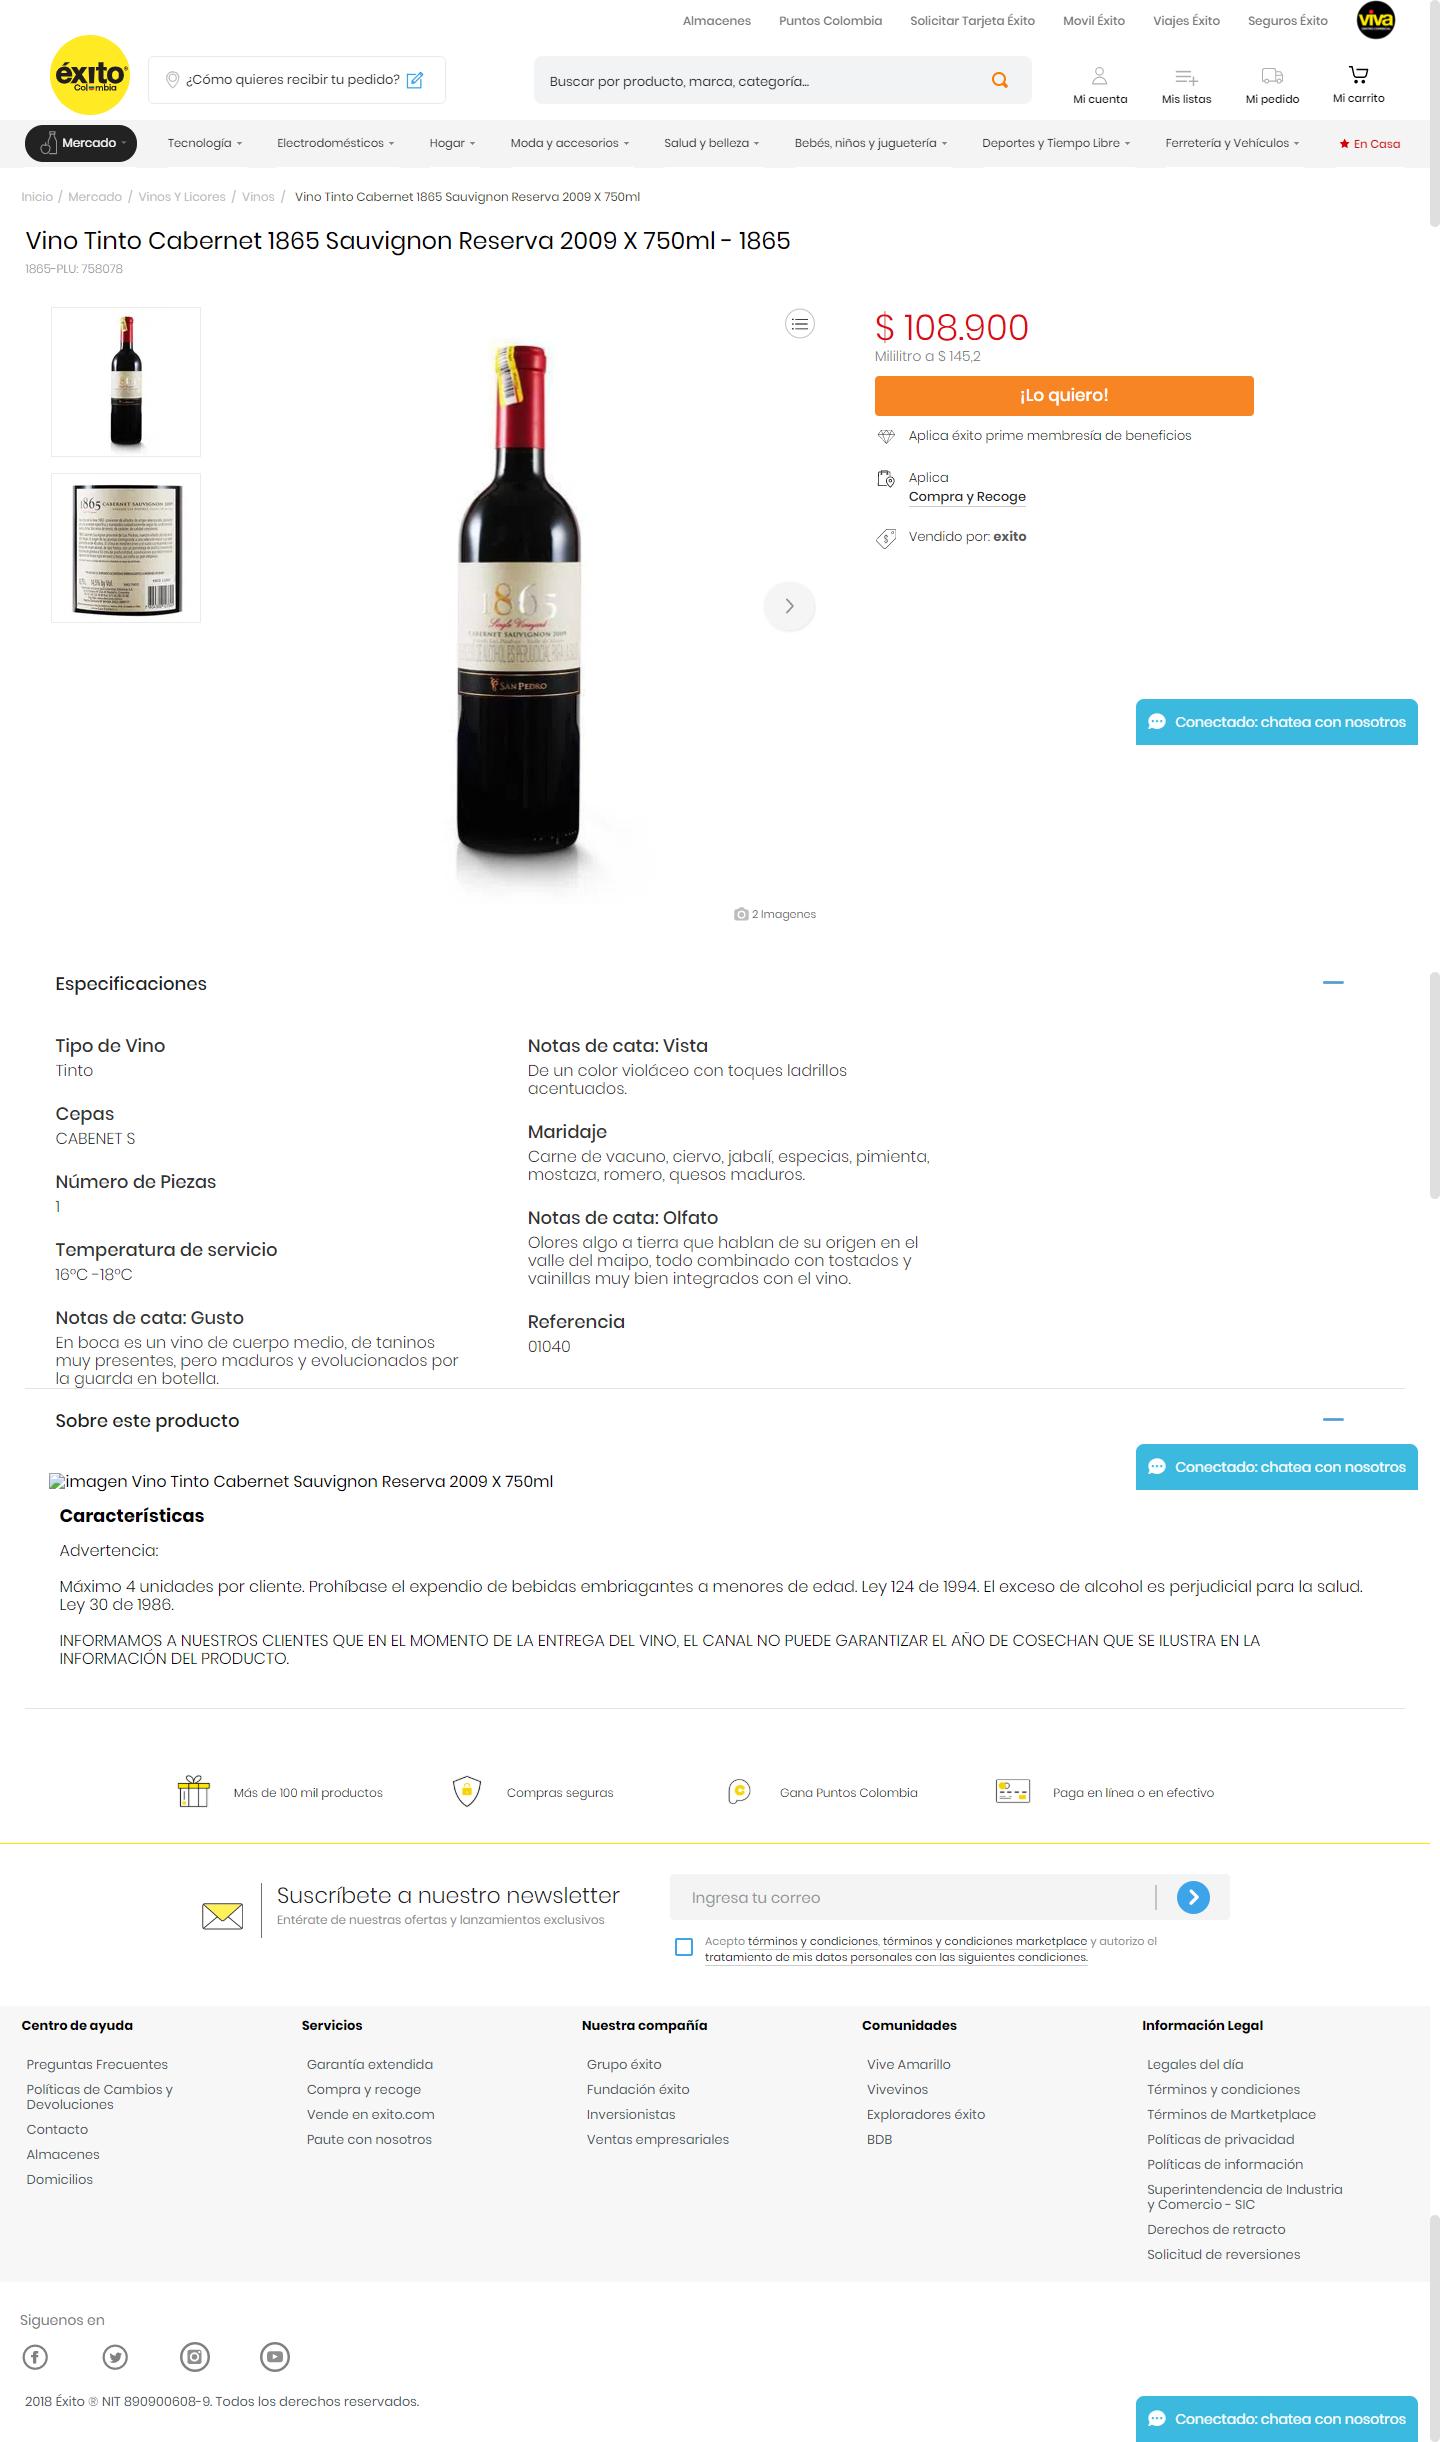 Almacenes Puntos Colombia Solicitar Tarjeta Éxito Movil Éxito Viajes Éxito Seguros Éxito viva
éxito
Colombia
¿Cómo quieres recibir tu pedido?
Buscar por producto, marca, categoría...
Mi cuenta Mis listas Mi pedido Mi carrito
Mercado Tecnología Electrodomésticos Hogar Moda y accesorios Salud y belleza Bebés, niños y juguetería Deportes y Tiempo Libre Ferretería y Vehículos En Casa
Inicio / Mercado / Vinos Y Licores / Vinos / Vino Tinto Cabernet 1865 Sauvignon Reserva 2009 X 750ml
Vino Tinto Cabernet 1865 Sauvignon Reserva 2009 X 750ml - 1865
1865-PLU: 758078
1865
1865 CABERNET SAUVIGNON 2009
1865
Single Vineyard
CABERNET SAUVIGNON 2009
SAN PEDRO
$ 108.900
Mililitro a $ 145,2
¡Lo quiero!
Aplica éxito prime membresía de beneficios
Aplica
Compra y Recoge
Vendido por: exito
Conectado: chatea con nosotros
2 Imagenes
Especificaciones
Tipo de Vino
Tinto
Cepas
CABENET S
Número de Piezas
1
Temperatura de servicio
16°C -18°C
Notas de cata: Gusto
En boca es un vino de cuerpo medio, de taninos
muy presentes, pero maduros y evolucionados por
la guarda en botella.
Notas de cata: Vista
De un color violáceo con toques ladrillos
acentuados.
Maridaje
Carne de vacuno, ciervo, jabalí, especias, pimienta,
mostaza, romero, quesos maduros.
Notas de cata: Olfato
Olores algo a tierra que hablan de su origen en el
valle del maipo, todo combinado con tostados y
vainillas muy bien integrados con el vino.
Referencia
01040
Sobre este producto
Conectado: chatea con nosotros
imagen Vino Tinto Cabernet Sauvignon Reserva 2009 X 750ml
Características
Advertencia:
Máximo 4 unidades por cliente. Prohíbase el expendio de bebidas embriagantes a menores de edad. Ley 124 de 1994. El exceso de alcohol es perjudicial para la salud.
Ley 30 de 1986.
INFORMAMOS A NUESTROS CLIENTES QUE EN EL MOMENTO DE LA ENTREGA DEL VINO, EL CANAL NO PUEDE GARANTIZAR EL AÑO DE COSECHAN QUE SE ILUSTRA EN LA
INFORMACIÓN DEL PRODUCTO.
Más de 100 mil productos Compras seguras Gana Puntos Colombia Paga en línea o en efectivo
Suscríbete a nuestro newsletter
Entérate de nuestras ofertas y lanzamientos exclusivos
Ingresa tu correo
Acepto términos y condiciones, términos y condiciones marketplace y autorizo el
tratamiento de mis datos personales con las siguientes condiciones.
Centro de ayuda
Preguntas Frecuentes
Políticas de Cambios y
Devoluciones
Contacto
Almacenes
Domicilios
Servicios
Garantía extendida
Compra y recoge
Vende en exito.com
Paute con nosotros
Nuestra compañía
Grupo éxito
Fundación éxito
Inversionistas
Ventas empresariales
Comunidades
Vive Amarillo
Vivevinos
Exploradores éxito
BDB
Información Legal
Legales del día
Términos y condiciones
Términos de Martketplace
Políticas de privacidad
Políticas de información
Superintendencia de Industria
y Comercio - SIC
Derechos de retracto
Solicitud de reversiones
Siguenos en
2018 Éxito ® NIT 890900608-9. Todos los derechos reservados.
Conectado: chatea con nosotros